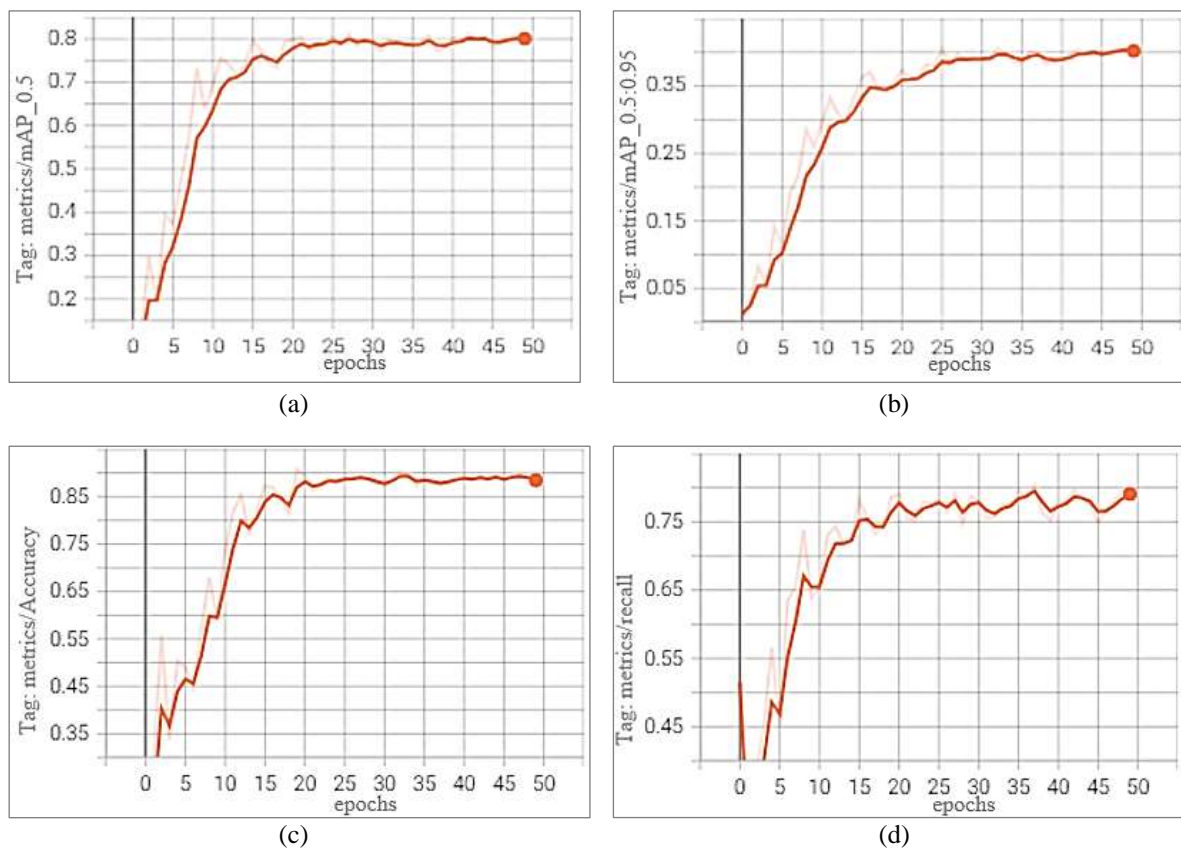 Tag: metrics/mAP_0.5
0.8
0.7
0.6
0.5
0.4
0.3
0.2
0 5 10 15 20 25 30 35 40 45 50
epochs
(a)
Tag: metrics/mAP_0.5:0.95
0.35
0.25
0.15
0.05
0 5 10 15 20 25 30 35 40 45 50
epochs
(b)
Tag: metrics/Accuracy
0.85
0.75
0.65
0.55
0.45
0.35
0 5 10 15 20 25 30 35 40 45 50
epochs
(c)
Tag: metrics/recall
0.75
0.65
0.55
0.45
0 5 10 15 20 25 30 35 40 45 50
epochs
(d)